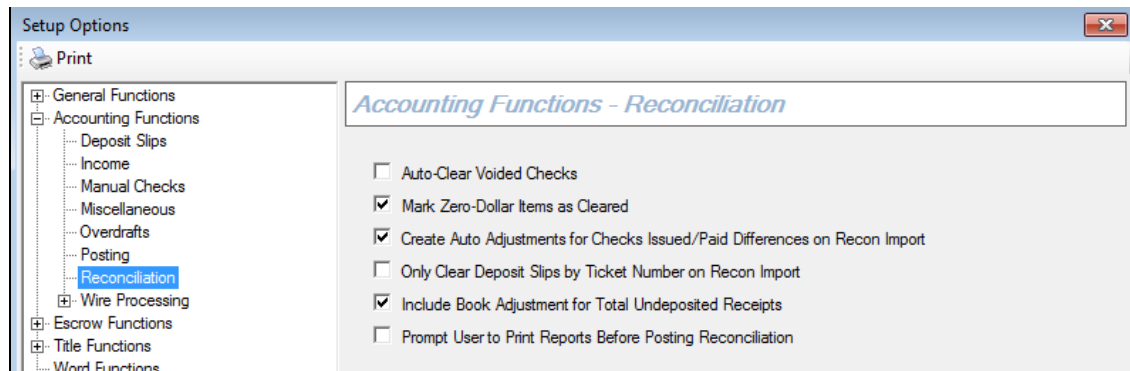 Setup Options
Print
General Functions
Accounting Functions
Deposit Slips
Income
Manual Checks
Miscellaneous
Overdrafts
Posting
Reconciliation
Wire Processing
Escrow Functions
Title Functions
Word Functions
Accounting Functions - Reconciliation
Auto-Clear Voided Checks
Mark Zero-Dollar Items as Cleared
Create Auto Adjustments for Checks Issued/Paid Differences on Recon Import
Only Clear Deposit Slips by Ticket Number on Recon Import
Include Book Adjustment for Total Undeposited Receipts
Prompt User to Print Reports Before Posting Reconciliation